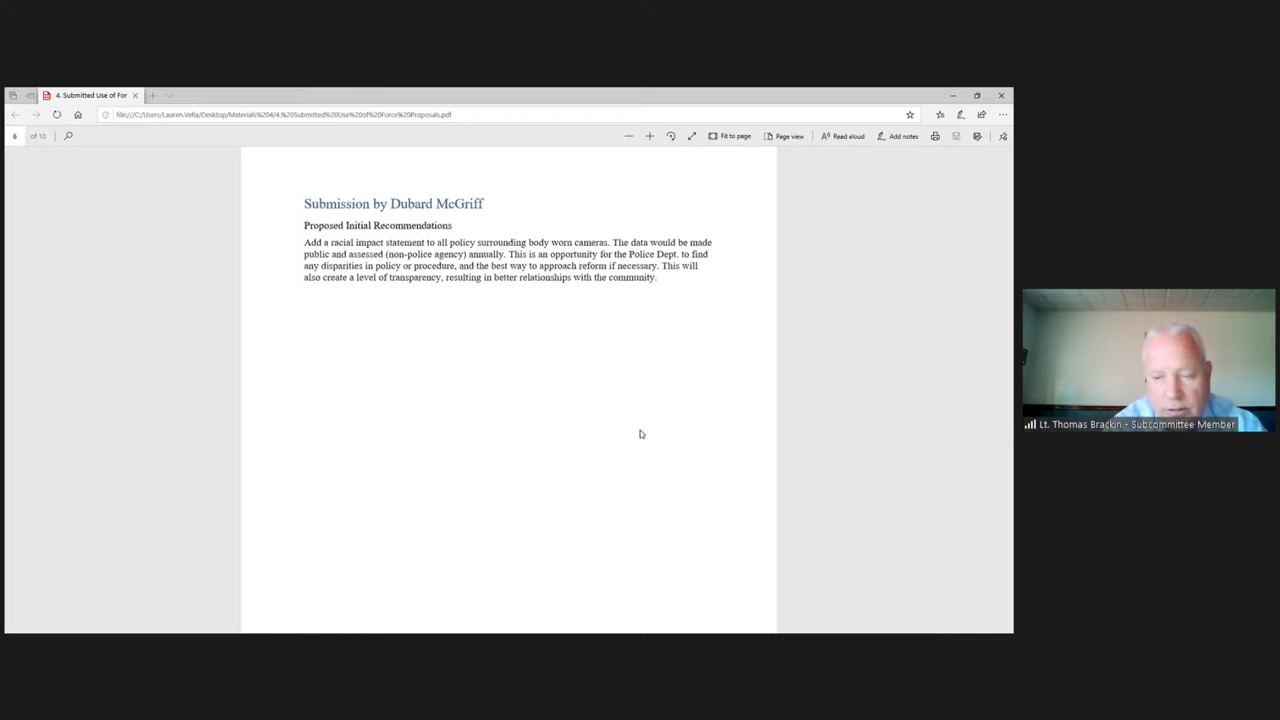 4. Submitted Use of For
file:///C:/Users/Lauren.Vella/Desktop/Materials%204/4.%20Submitted%20Use%20of%20Force%20Proposals.pdf
6 of 10
Fit to page
Page view
Read aloud
Add notes
Submission by Dubard McGriff
Proposed Initial Recommendations
Add a racial impact statement to all policy surrounding body worn cameras. The data would be made
public and assessed (non-police agency) annually. This is an opportunity for the Police Dept. to find
any disparities in policy or procedure, and the best way to approach reform if necessary. This will
also create a level of transparency, resulting in better relationships with the community.
Lt. Thomas Brackin - Subcommittee Member